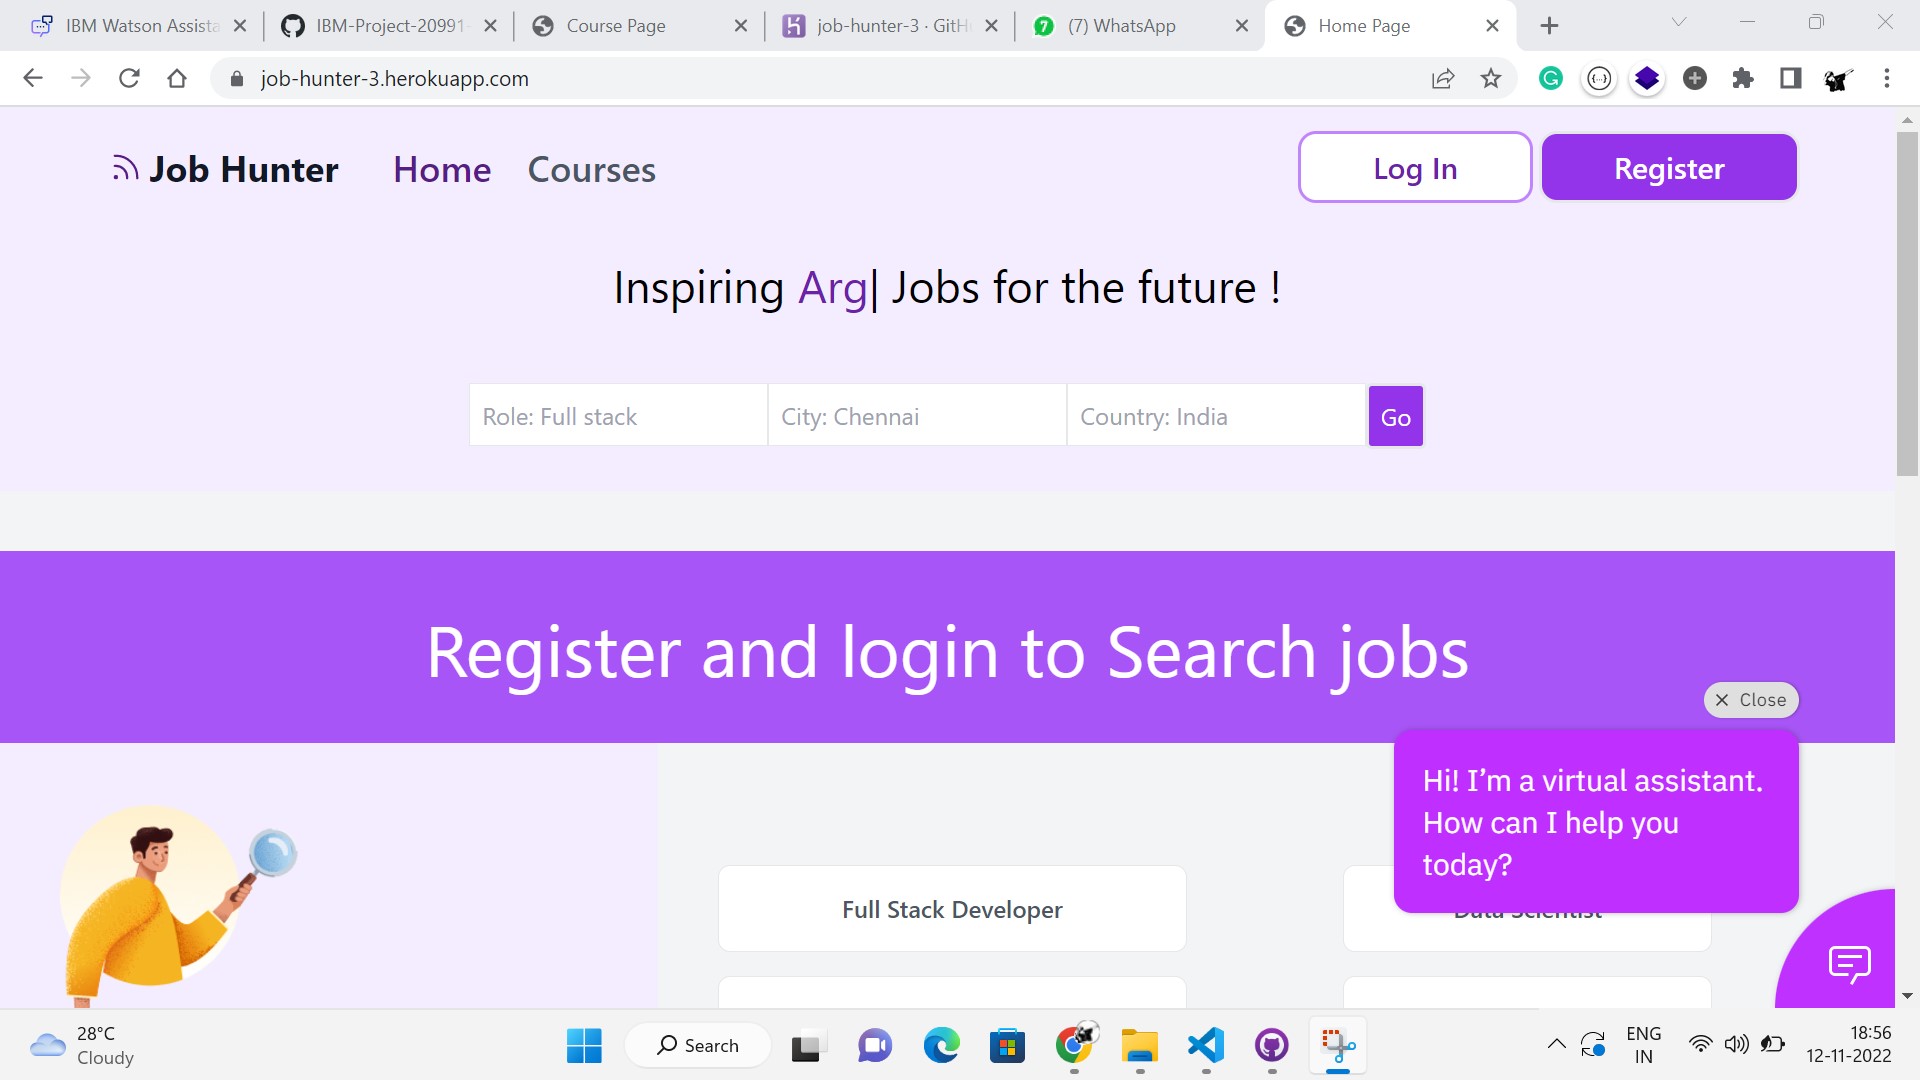 IBM Watson Assista
IBM-Project-20991-
Course Page
job-hunter-3 · GitH
(7) WhatsApp
Home Page
job-hunter-3.herokuapp.com
Job Hunter
Home
Courses
Log In
Register
Inspiring Arg| Jobs for the future !
Role: Full stack
City: Chennai
Country: India
Go
Register and login to Search jobs
Close
Hi! I’m a virtual assistant.
How can I help you
today?
Full Stack Developer
Data Scientist
28°C
Cloudy
Search
ENG
IN
18:56
12-11-2022